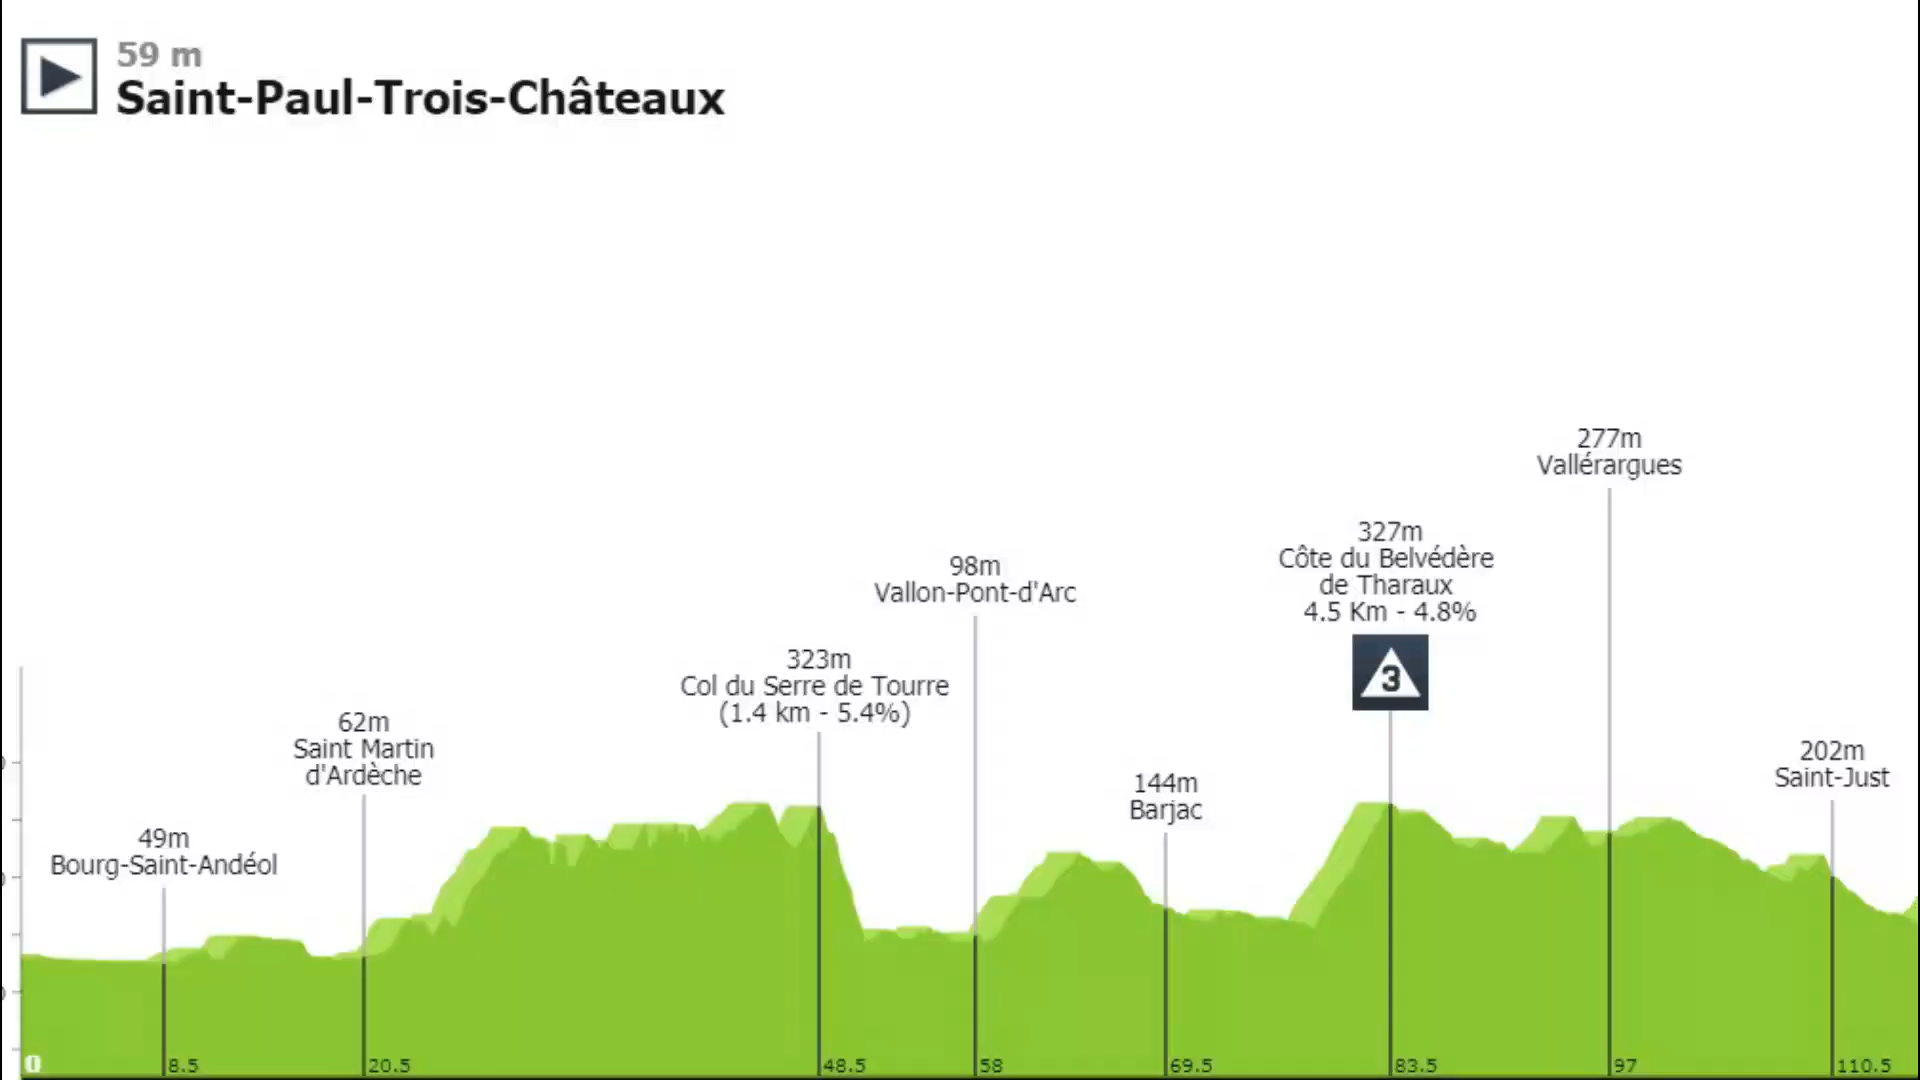 59 m
Saint-Paul-Trois-Châteaux
277m
Vallérargues
327m
Côte du Belvédère
de Tharaux
4.5 Km - 4.8%
3
98m
Vallon-Pont-d'Arc
323m
Col du Serre de Tourre
(1.4 km - 5.4%)
62m
Saint Martin
d'Ardèche
144m
Barjac
202m
Saint-Just
49m
Bourg-Saint-Andéol
0
8.5
20.5
48.5
58
69.5
83.5
97
110.5